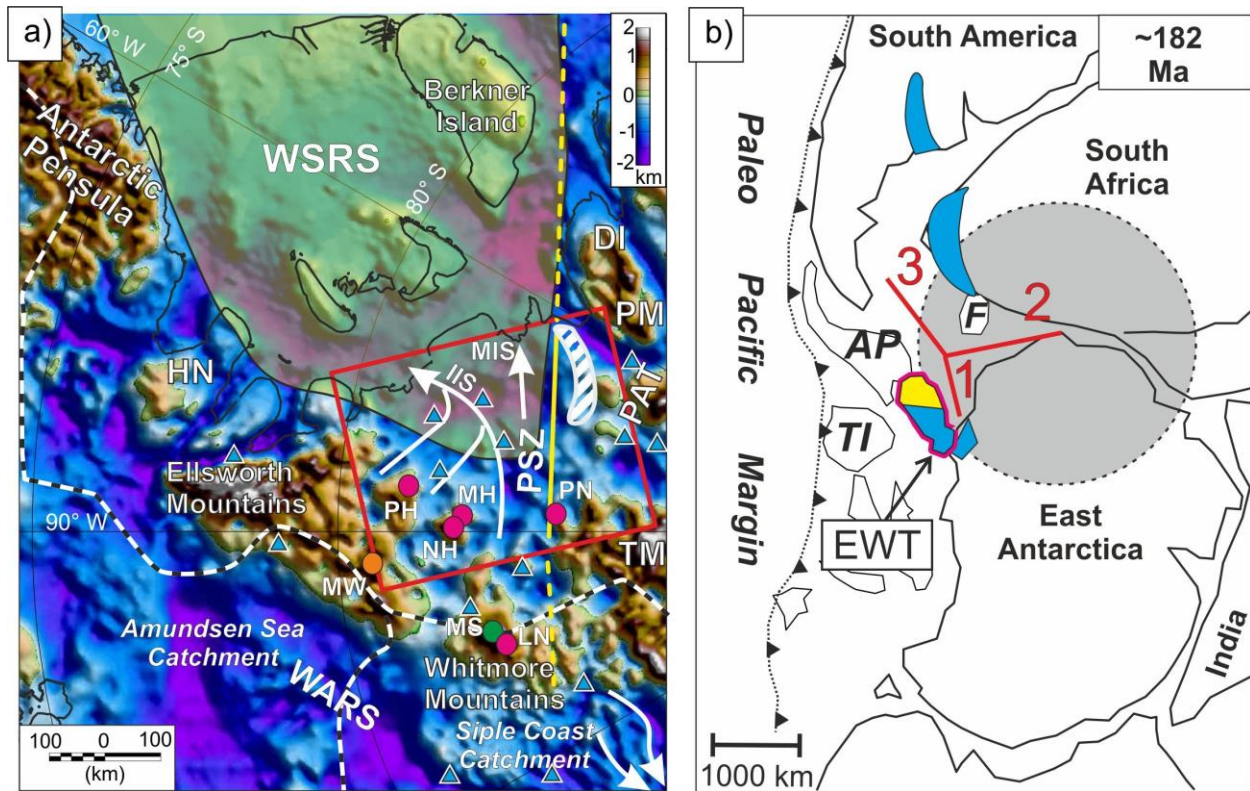 a)
60° W
75° S
2
1
0
-1
-2
km
Berkner
Island
Antarctic
Pensula
WSRS
80° S
DI
PM
MIS
IIS
HN
PAT
PSZ
Ellsworth
Mountains
PH
MH
PN
90° W
NH
TM
MW
Amundsen Sea
Catchment
MS
LN
Whitmore
Mountains
WARS
Siple Coast
Catchment
100 0 100
(km)
b)
South America
~182
Ma
Paleo
Pacific
Margin
South
Africa
3
F
2
AP
1
TI
EWT
East
Antarctica
India
1000 km